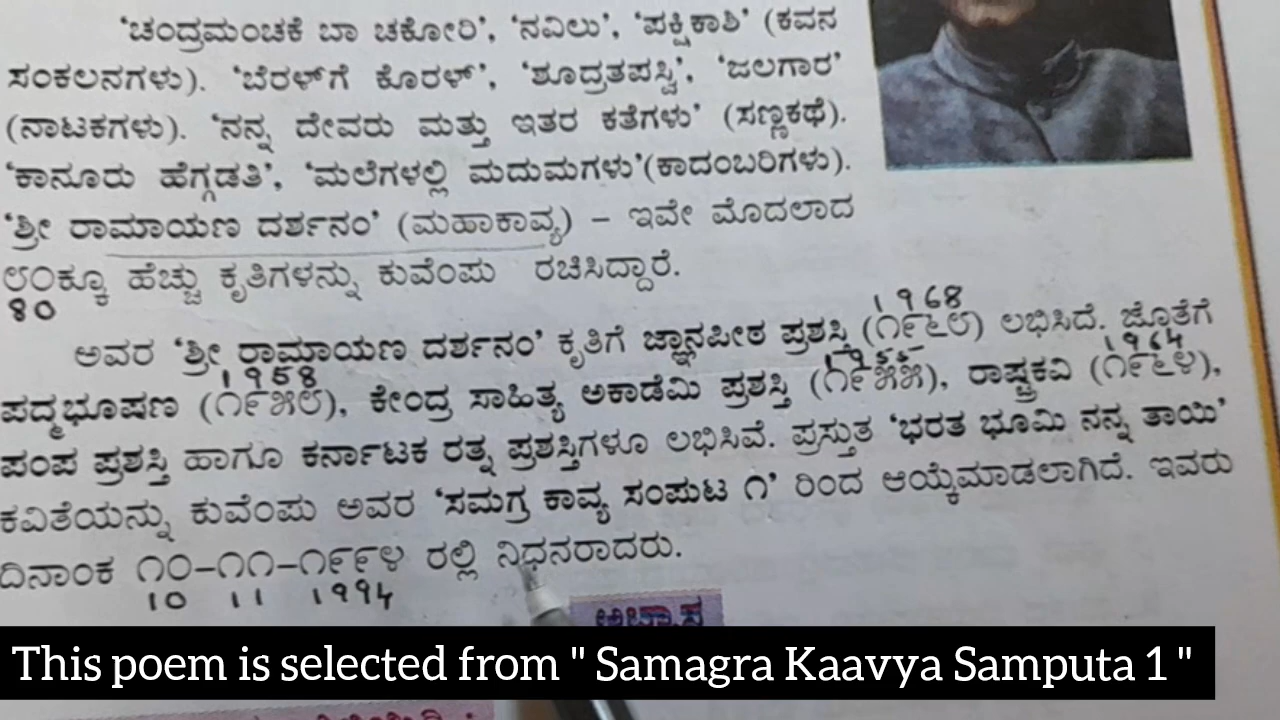 ‘ಚಂದ್ರಮಂಚಕೆ ಬಾ ಚಕೋರಿ’, ‘ನವಿಲು’, ‘ಪಕ್ಷಿಕಾಶಿ’ (ಕವನ
ಸಂಕಲನಗಳು). ‘ಬೆರಳ್‌ಗೆ ಕೊರಳ್’, ‘ಶೂದ್ರತಪಸ್ವಿ’, ‘ಜಲಗಾರ’
(ನಾಟಕಗಳು). ‘ನನ್ನ ದೇವರು ಮತ್ತು ಇತರ ಕತೆಗಳು’ (ಸಣ್ಣಕಥೆ).
‘ಕಾನೂರು ಹೆಗ್ಗಡತಿ’, ‘ಮಲೆಗಳಲ್ಲಿ ಮದುಮಗಳು’(ಕಾದಂಬರಿಗಳು).
‘ಶ್ರೀ ರಾಮಾಯಣ ದರ್ಶನಂ’ (ಮಹಾಕಾವ್ಯ) – ಇವೇ ಮೊದಲಾದ
೮೦ಕ್ಕೂ ಹೆಚ್ಚು ಕೃತಿಗಳನ್ನು ಕುವೆಂಪು ರಚಿಸಿದ್ದಾರೆ.
80
1968
ಅವರ ‘ಶ್ರೀ ರಾಮಾಯಣ ದರ್ಶನಂ’ ಕೃತಿಗೆ ಜ್ಞಾನಪೀಠ ಪ್ರಶಸ್ತಿ (೧೯೬೮) ಲಭಿಸಿದೆ. ಜೊತೆಗೆ
1958 1955 1964
ಪದ್ಮಭೂಷಣ (೧೯೫೮), ಕೇಂದ್ರ ಸಾಹಿತ್ಯ ಅಕಾಡೆಮಿ ಪ್ರಶಸ್ತಿ (೧೯೫೫), ರಾಷ್ಟ್ರಕವಿ (೧೯೬೪),
ಪಂಪ ಪ್ರಶಸ್ತಿ ಹಾಗೂ ಕರ್ನಾಟಕ ರತ್ನ ಪ್ರಶಸ್ತಿಗಳೂ ಲಭಿಸಿವೆ. ಪ್ರಸ್ತುತ ‘ಭರತ ಭೂಮಿ ನನ್ನ ತಾಯಿ’
ಕವಿತೆಯನ್ನು ಕುವೆಂಪು ಅವರ ‘ಸಮಗ್ರ ಕಾವ್ಯ ಸಂಪುಟ ೧’ ರಿಂದ ಆಯ್ಕೆಮಾಡಲಾಗಿದೆ. ಇವರು
ದಿನಾಂಕ ೧೦–೧೧–೧೯೯೪ ರಲ್ಲಿ ನಿಧನರಾದರು.
10 11 1994
ಅಭ್ಯಾಸ
This poem is selected from " Samagra Kaavya Samputa 1 "